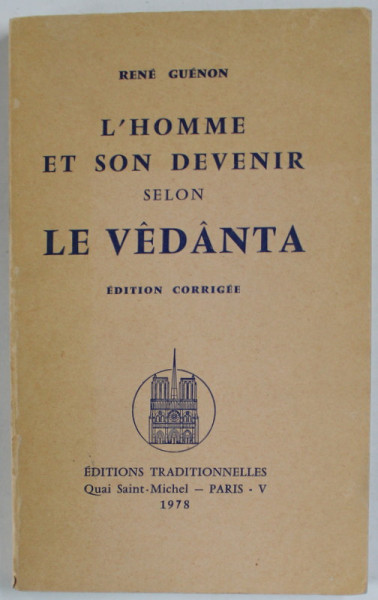 RENÉ GUÉNON
L'HOMME
ET SON DEVENIR
SELON
LE VÊDÂNTA
ÉDITION CORRIGÉE
ÉDITIONS TRADITIONNELLES
Quai Saint-Michel — PARIS - V
1978